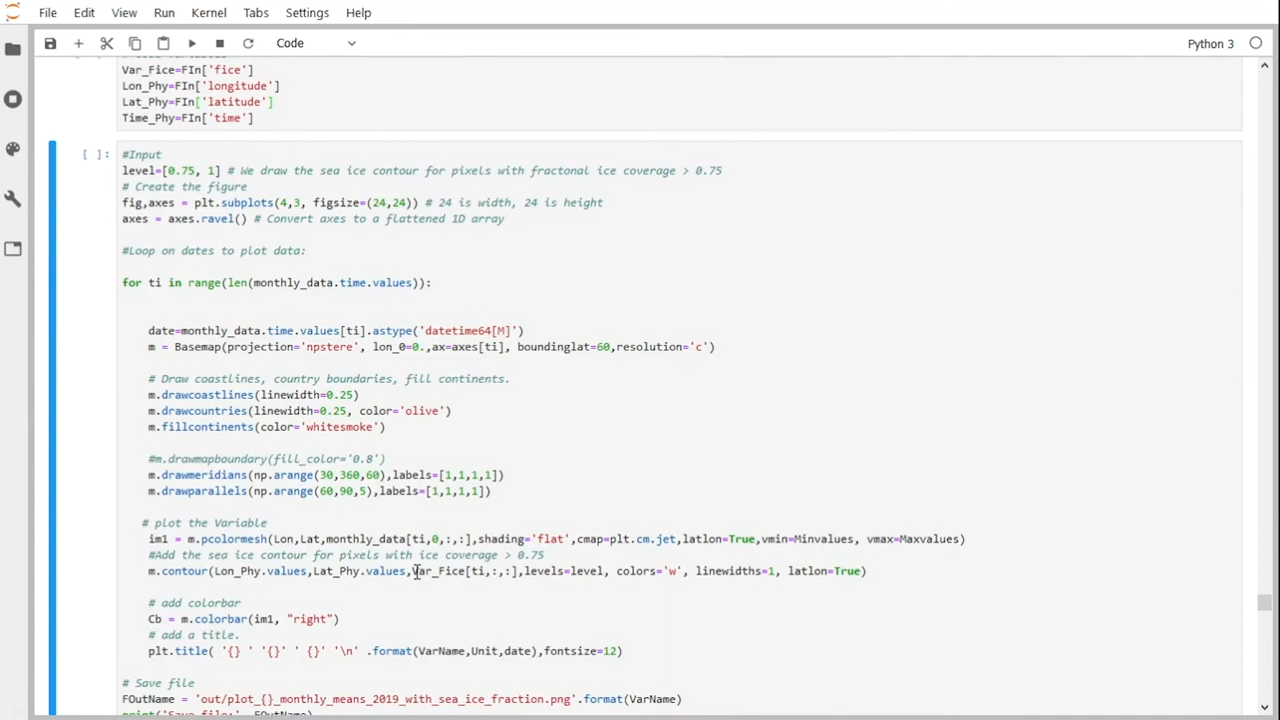 File Edit View Run Kernel Tabs Settings Help
Code Python 3
Var_Fice=FIn['fice']
Lon_Phy=FIn['longitude']
Lat_Phy=FIn['latitude']
Time_Phy=FIn['time']
[ ]: #Input
level=[0.75, 1] # We draw the sea ice contour for pixels with fractonal ice coverage > 0.75
# Create the figure
fig,axes = plt.subplots(4,3, figsize=(24,24)) # 24 is width, 24 is height
axes = axes.ravel() # Convert axes to a flattened 1D array
#Loop on dates to plot data:
for ti in range(len(monthly_data.time.values)):
date=monthly_data.time.values[ti].astype('datetime64[M]')
m = Basemap(projection='npstere', lon_0=0.,ax=axes[ti], boundinglat=60,resolution='c')
# Draw coastlines, country boundaries, fill continents.
m.drawcoastlines(linewidth=0.25)
m.drawcountries(linewidth=0.25, color='olive')
m.fillcontinents(color='whitesmoke')
#m.drawmapboundary(fill_color='0.8')
m.drawmeridians(np.arange(30,360,60),labels=[1,1,1,1])
m.drawparallels(np.arange(60,90,5),labels=[1,1,1,1])
# plot the Variable
im1 = m.pcolormesh(Lon,Lat,monthly_data[ti,0,:,:],shading='flat',cmap=plt.cm.jet,latlon=True,vmin=Minvalues, vmax=Maxvalues)
#Add the sea ice contour for pixels with ice coverage > 0.75
m.contour(Lon_Phy.values,Lat_Phy.values,Var_Fice[ti,:,:],levels=level, colors='w', linewidths=1, latlon=True)
# add colorbar
Cb = m.colorbar(im1, "right")
# add a title.
plt.title( '{} ' '{}' ' {}' '\n' .format(VarName,Unit,date),fontsize=12)
# Save file
FOutName = 'out/plot_{}_monthly_means_2019_with_sea_ice_fraction.png'.format(VarName)
print('Save file:', FOutName)